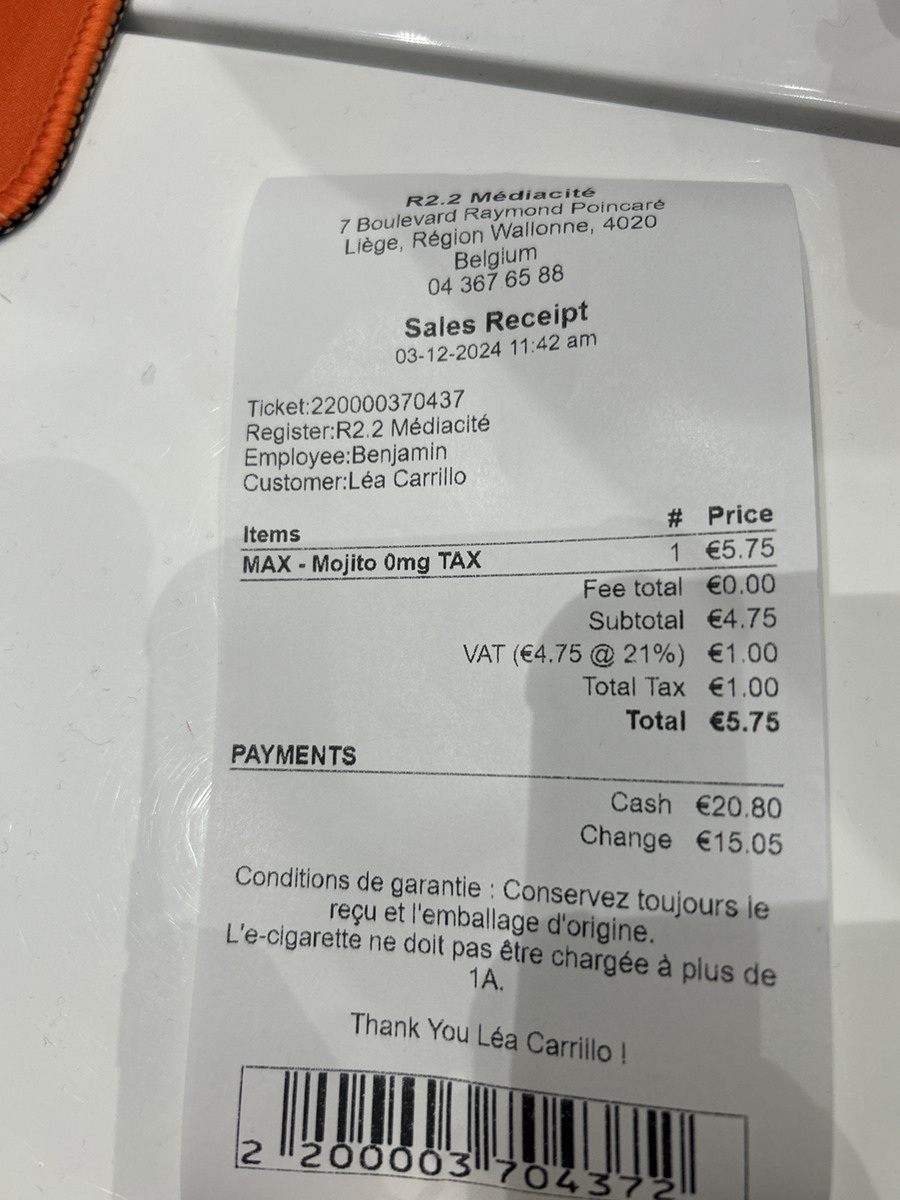 R2.2 Médiacité
7 Boulevard Raymond Poincaré
Liège, Région Wallonne, 4020
Belgium
04 367 65 88
Sales Receipt
03-12-2024 11:42 am
Ticket:220000370437
Register:R2.2 Médiacité
Employee:Benjamin
Customer:Léa Carrillo
Items # Price
MAX - Mojito 0mg TAX 1 €5.75
Fee total €0.00
Subtotal €4.75
VAT (€4.75 @ 21%) €1.00
Total Tax €1.00
Total €5.75
PAYMENTS
Cash €20.80
Change €15.05
Conditions de garantie : Conservez toujours le
reçu et l'emballage d'origine.
L'e-cigarette ne doit pas être chargée à plus de
1A.
Thank You Léa Carrillo !
2 200003 704372